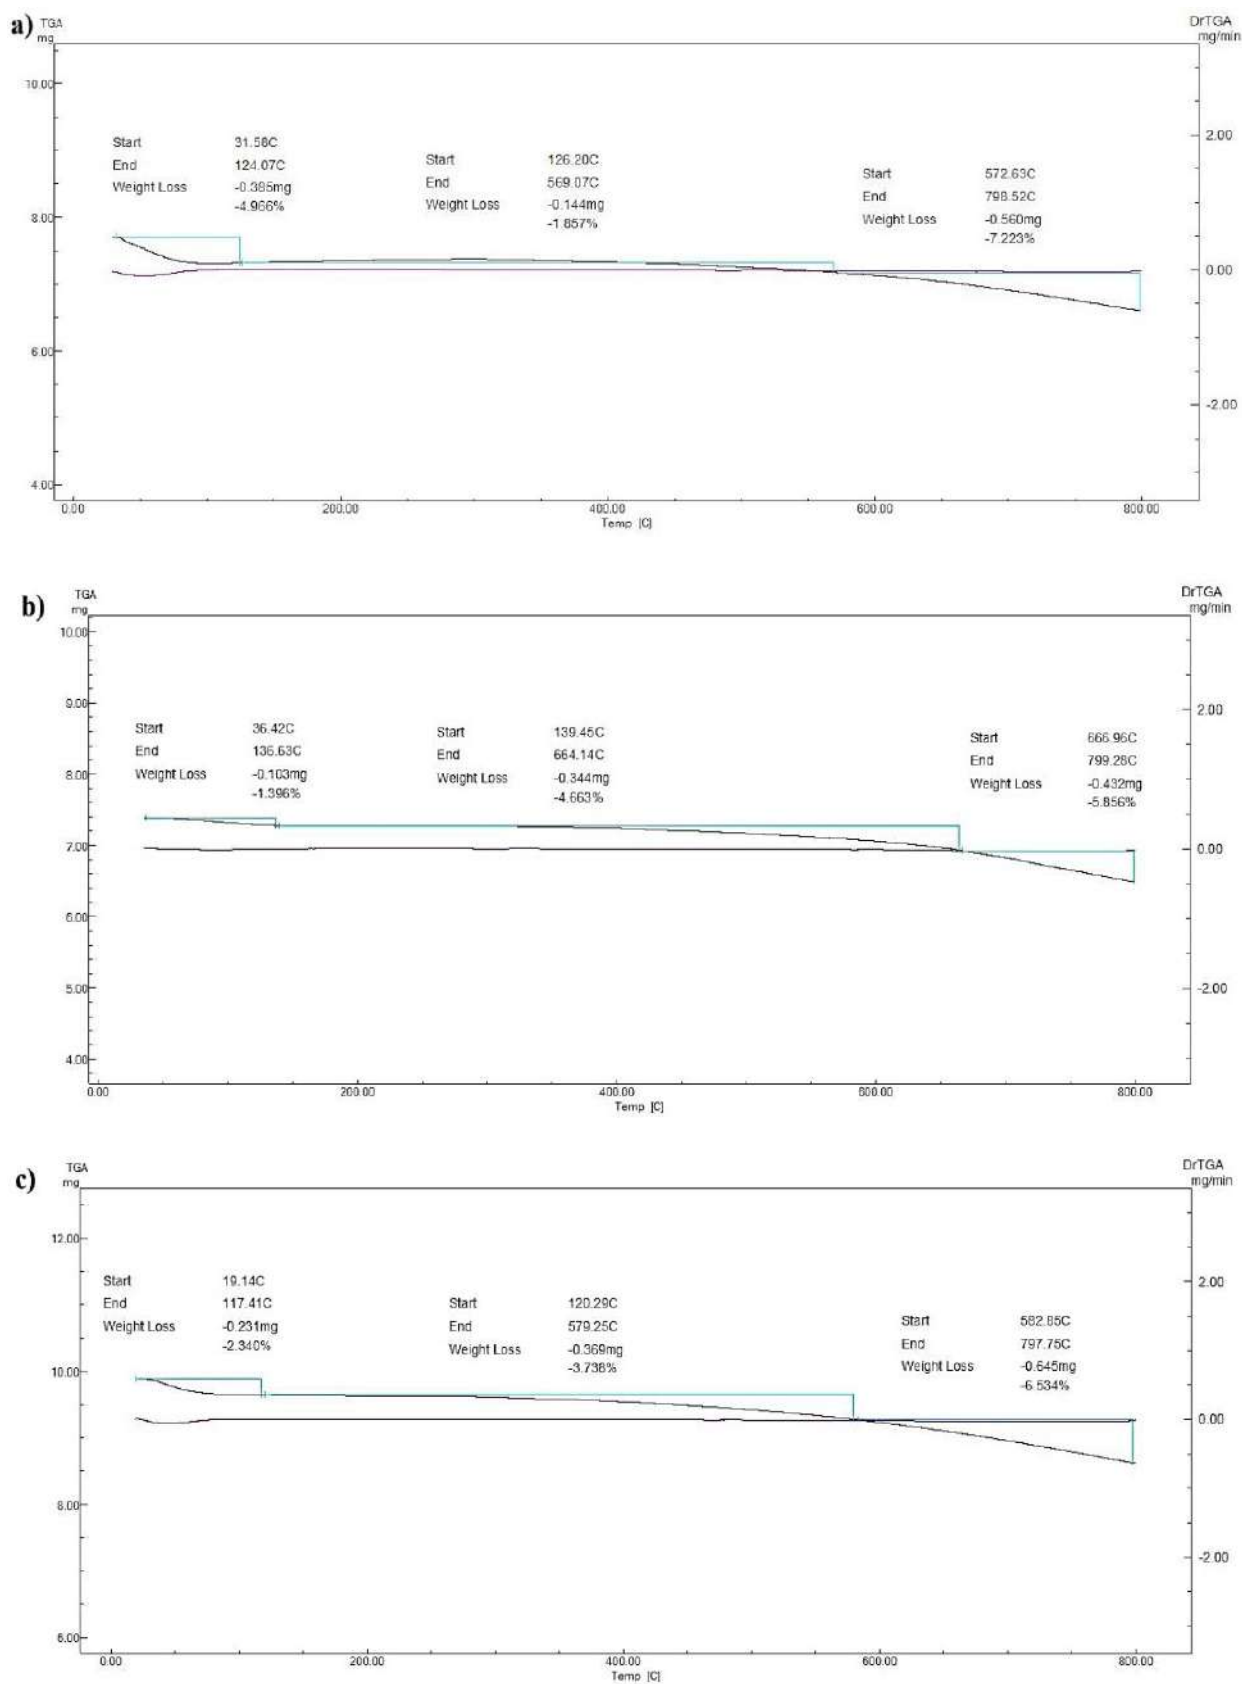 a) TGA
mg
DrTGA
mg/min
10.00
8.00
6.00
4.00
2.00
0.00
-2.00
Start 31.58C
End 124.07C
Weight Loss -0.385mg
-4.966%
Start 126.20C
End 569.07C
Weight Loss -0.144mg
-1.857%
Start 572.63C
End 798.52C
Weight Loss -0.560mg
-7.223%
0.00 200.00 400.00 600.00 800.00
Temp [C]
b) TGA
mg
DrTGA
mg/min
10.00
9.00
8.00
7.00
6.00
5.00
4.00
2.00
0.00
-2.00
Start 36.42C
End 136.63C
Weight Loss -0.103mg
-1.396%
Start 139.45C
End 664.14C
Weight Loss -0.344mg
-4.663%
Start 666.96C
End 799.28C
Weight Loss -0.432mg
-5.856%
0.00 200.00 400.00 600.00 800.00
Temp [C]
c) TGA
mg
DrTGA
mg/min
12.00
10.00
8.00
6.00
2.00
0.00
-2.00
Start 19.14C
End 117.41C
Weight Loss -0.231mg
-2.340%
Start 120.29C
End 579.25C
Weight Loss -0.369mg
-3.738%
Start 582.85C
End 797.75C
Weight Loss -0.645mg
-6.534%
0.00 200.00 400.00 600.00 800.00
Temp [C]